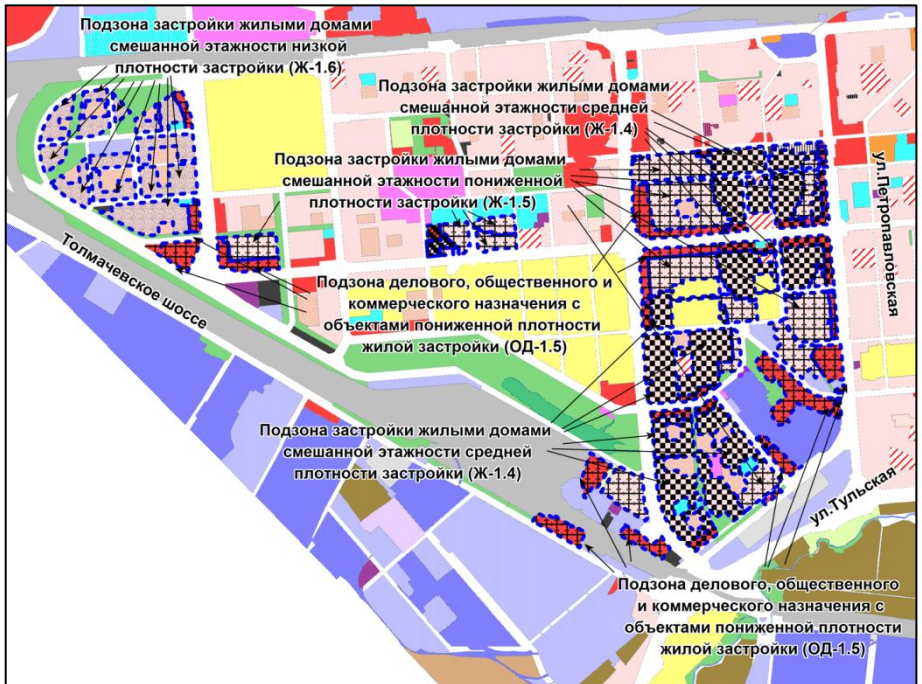 Подзона застройки жилыми домами
смешанной этажности низкой
плотности застройки (Ж-1.6)
Подзона застройки жилыми домами
смешанной этажности средней
плотности застройки (Ж-1.4)
Подзона застройки жилыми домами
смешанной этажности пониженной
плотности застройки (Ж-1.5)
ул.Петропавловская
Толмачевское шоссе
Подзона делового, общественного и
коммерческого назначения с
объектами пониженной плотности
жилой застройки (ОД-1.5)
Подзона застройки жилыми домами
смешанной этажности средней
плотности застройки (Ж-1.4)
ул.Тульская
Подзона делового, общественного
и коммерческого назначения с
объектами пониженной плотности
жилой застройки (ОД-1.5)